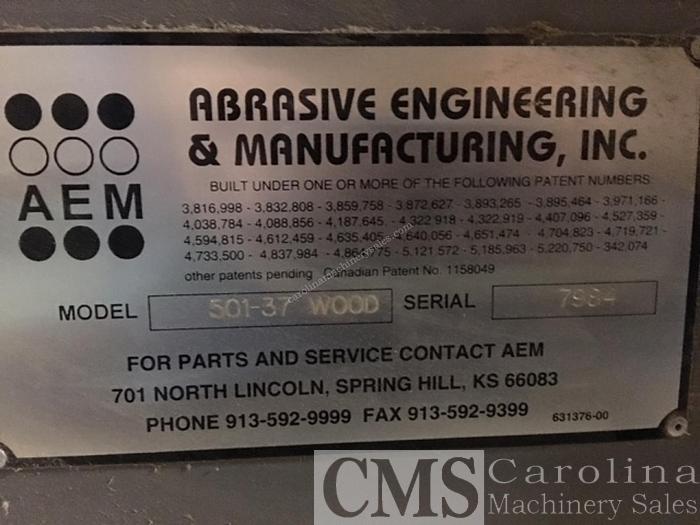 ABRASIVE ENGINEERING
& MANUFACTURING, INC.
AEM
BUILT UNDER ONE OR MORE OF THE FOLLOWING PATENT NUMBERS
3,816,998 - 3,832,808 - 3,859,758 - 3,872,627 - 3,893,265 - 3,895,464 - 3,971,166 -
4,038,784 - 4,088,856 - 4,187,645 - 4,322,918 - 4,322,919 - 4,407,096 - 4,527,359 -
4,594,815 - 4,612,459 - 4,635,405 - 4,640,056 - 4,651,474 - 4,704,823 - 4,719,721 -
4,733,500 - 4,837,984 - 5,121,572 - 5,185,963 - 5,220,750 - 342,074
other patents pending Canadian Patent No. 1158049
MODEL 501-37 WOOD SERIAL 7984
FOR PARTS AND SERVICE CONTACT AEM
701 NORTH LINCOLN, SPRING HILL, KS 66083
PHONE 913-592-9999 FAX 913-592-9399 631376-00
CMS Carolina
Machinery Sales